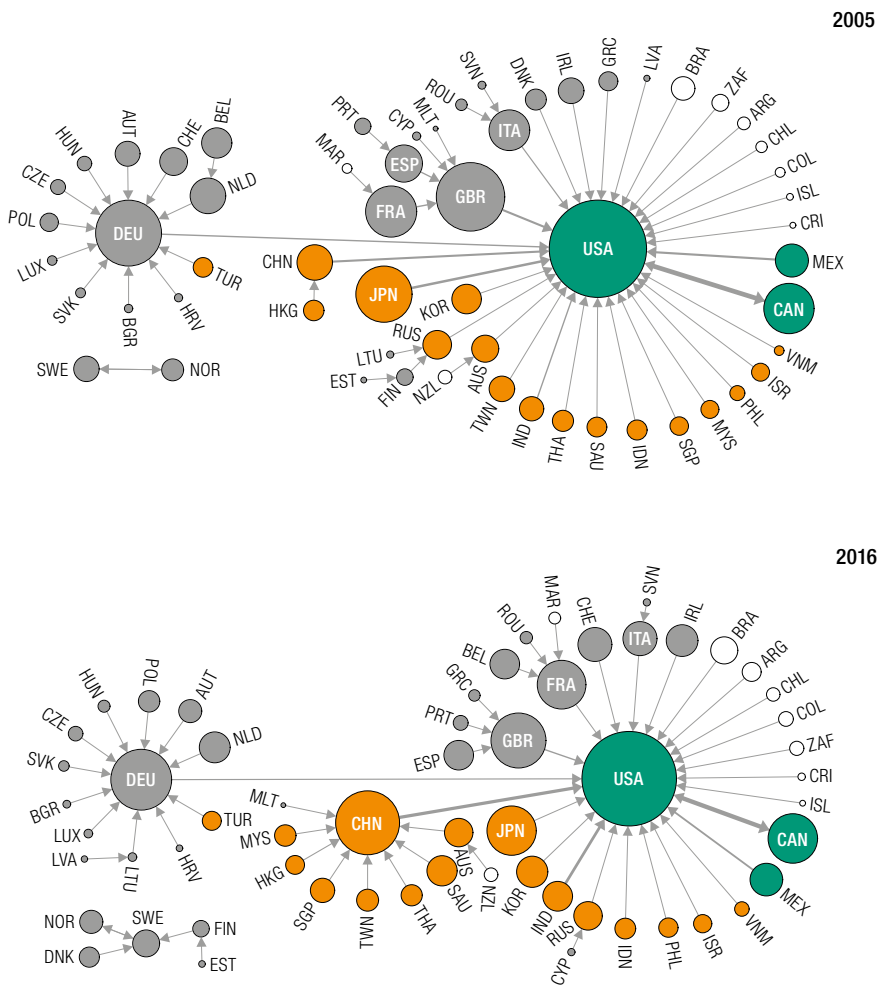 2005
BRA
GRC
LVA
IRL
ZAF
SVN
DNK
ARG
ROU
BEL
PRT
MLT
CYP
ITA
CHL
AUT
CHE
HUN
MAR
ESP
COL
CZE
NLD
GBR
ISL
POL
FRA
CRI
DEU
USA
LUX
TUR
CHN
MEX
SVK
BGR
HRV
HKG
JPN
KOR
CAN
RUS
LTU
VNM
SWE
NOR
EST
FIN
NZL
AUS
ISR
TWN
IND
THA
SAU
IDN
SGP
MYS
PHL
2016
MAR
SVN
CHE
IRL
ROU
ITA
BRA
BEL
ARG
POL
AUT
HUN
GRC
FRA
CHL
CZE
PRT
COL
NLD
GBR
ZAF
SVK
ESP
DEU
USA
CRI
BGR
MLT
ISL
TUR
CHN
JPN
LUX
MYS
CAN
LVA
LTU
HRV
HKG
AUS
NZL
KOR
MEX
SGP
TWN
THA
SAU
IND
VNM
NOR
SWE
FIN
RUS
DNK
EST
CYP
IDN
PHL
ISR